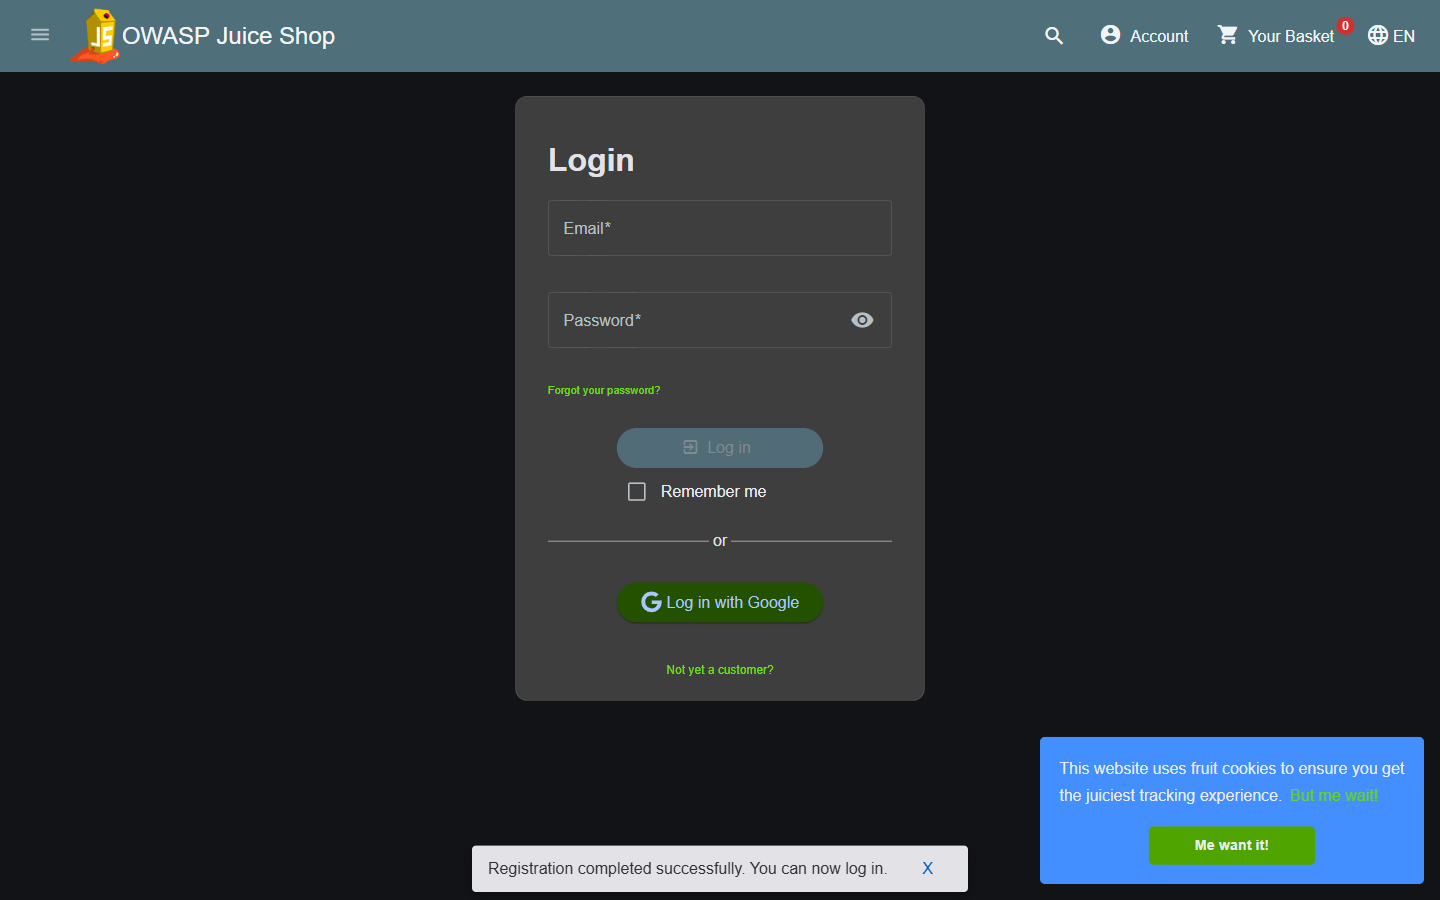 OWASP Juice Shop
Account
Your Basket
0
EN
Login
Email*
Password*
Forgot your password?
Log in
Remember me
or
Log in with Google
Not yet a customer?
This website uses fruit cookies to ensure you get
the juiciest tracking experience. But me wait!
Me want it!
Registration completed successfully. You can now log in. X